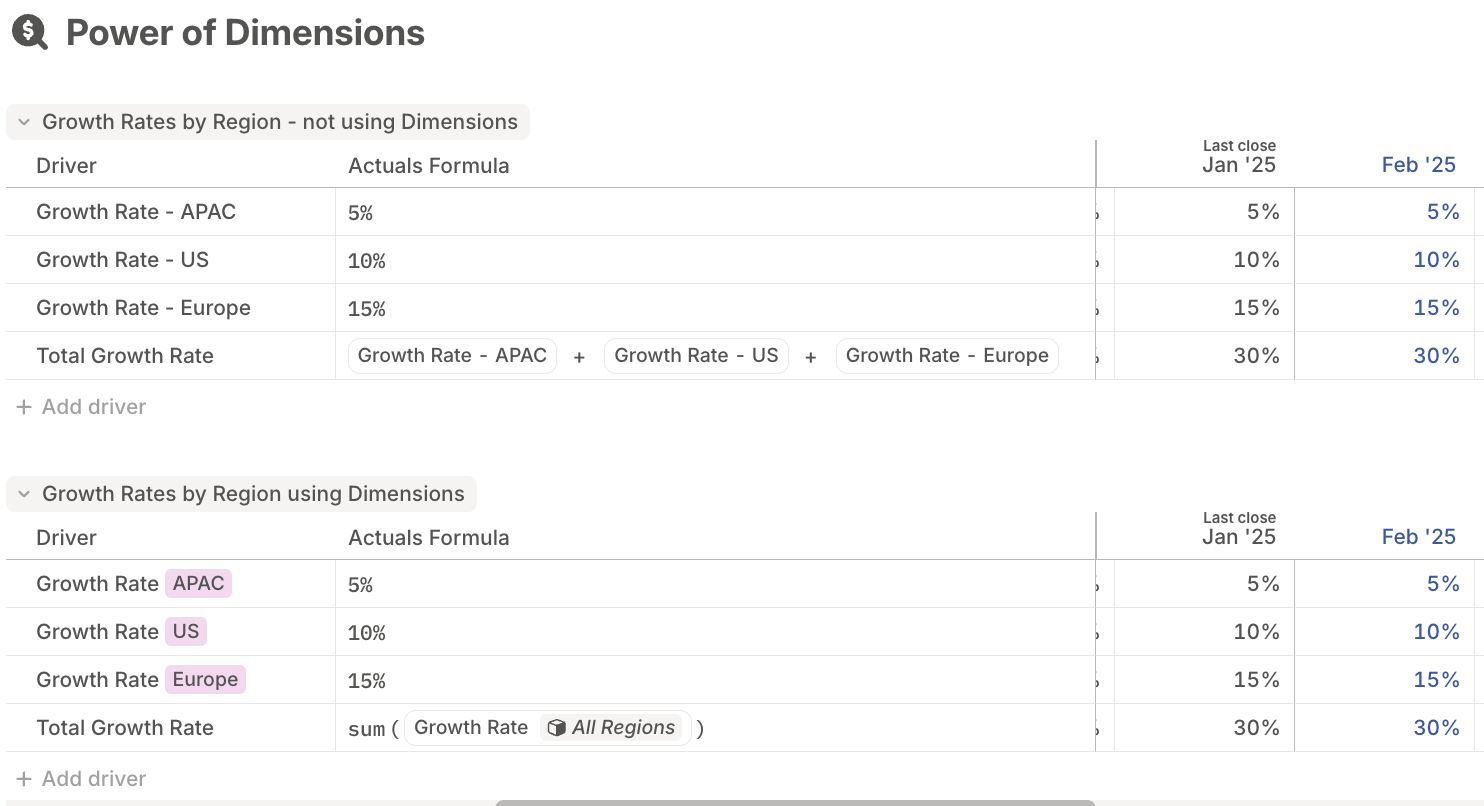 Power of Dimensions
Growth Rates by Region - not using Dimensions
Last close
Driver Actuals Formula Jan '25 Feb '25
Growth Rate - APAC 5% 5% 5%
Growth Rate - US 10% 10% 10%
Growth Rate - Europe 15% 15% 15%
Total Growth Rate Growth Rate - APAC + Growth Rate - US + Growth Rate - Europe 30% 30%
+ Add driver
Growth Rates by Region using Dimensions
Last close
Driver Actuals Formula Jan '25 Feb '25
Growth Rate APAC 5% 5% 5%
Growth Rate US 10% 10% 10%
Growth Rate Europe 15% 15% 15%
Total Growth Rate sum ( Growth Rate All Regions ) 30% 30%
+ Add driver